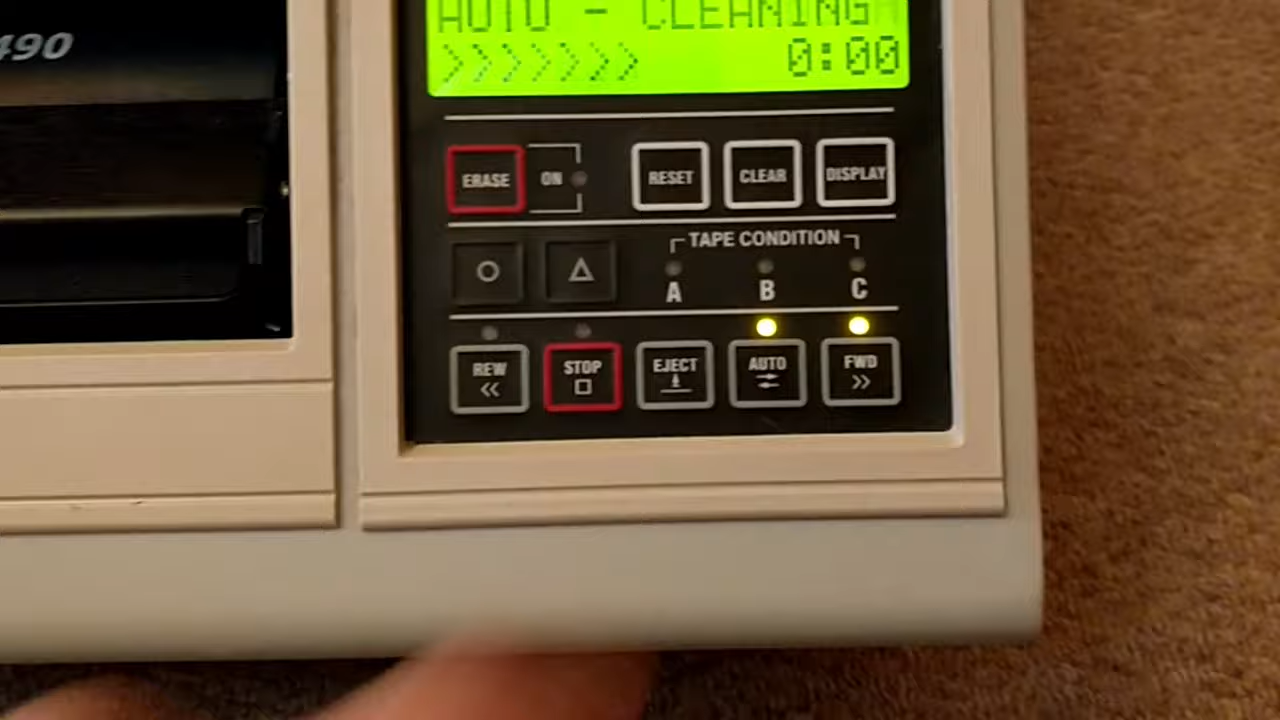 490
AUTO - CLEANING
>>>>>>> 0:00
ERASE ON RESET CLEAR DISPLAY
TAPE CONDITION
A B C
REW STOP EJECT AUTO FWD